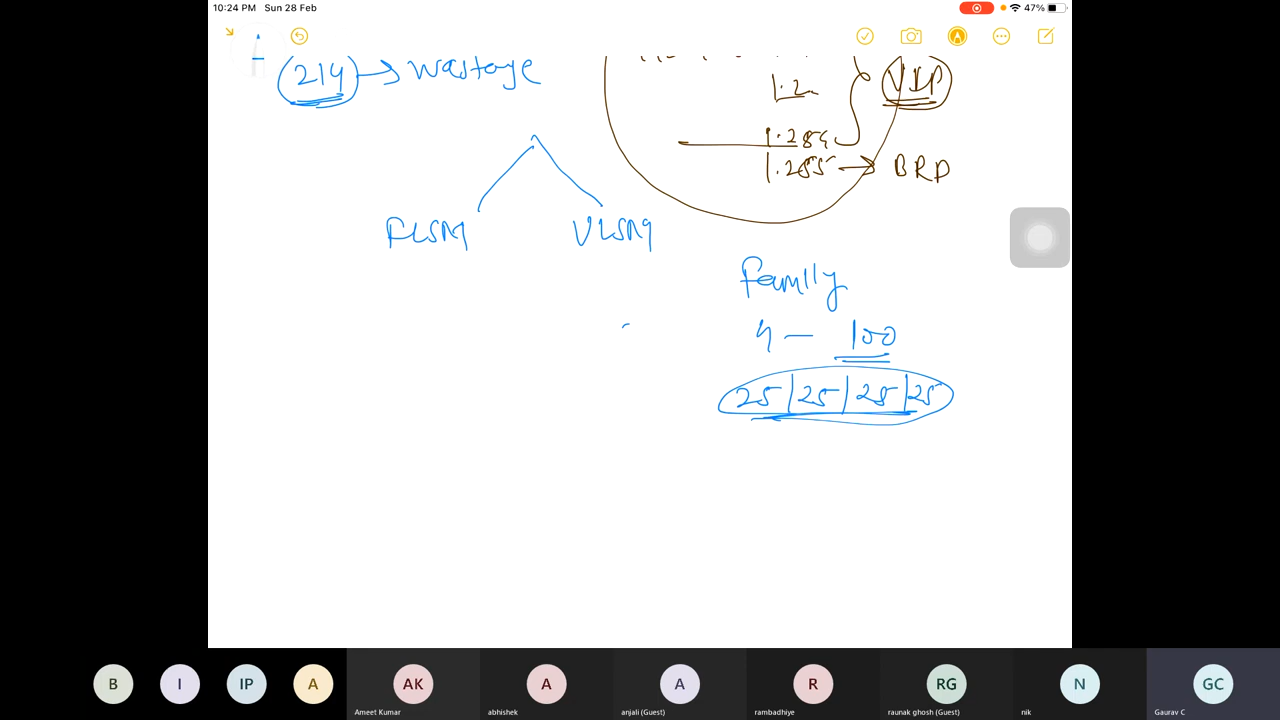 10:24 PM Sun 28 Feb
47%
214 → wastage
VIP
1.2
1.254
1.255 → BRD
FLSM VLSM
family
4 — 100
25 | 25 | 25 | 25
B I IP A AK A A R RG N GC
Ameet Kumar abhishek anjali (Guest) rambadhiye raunak ghosh (Guest) nik Gaurav C